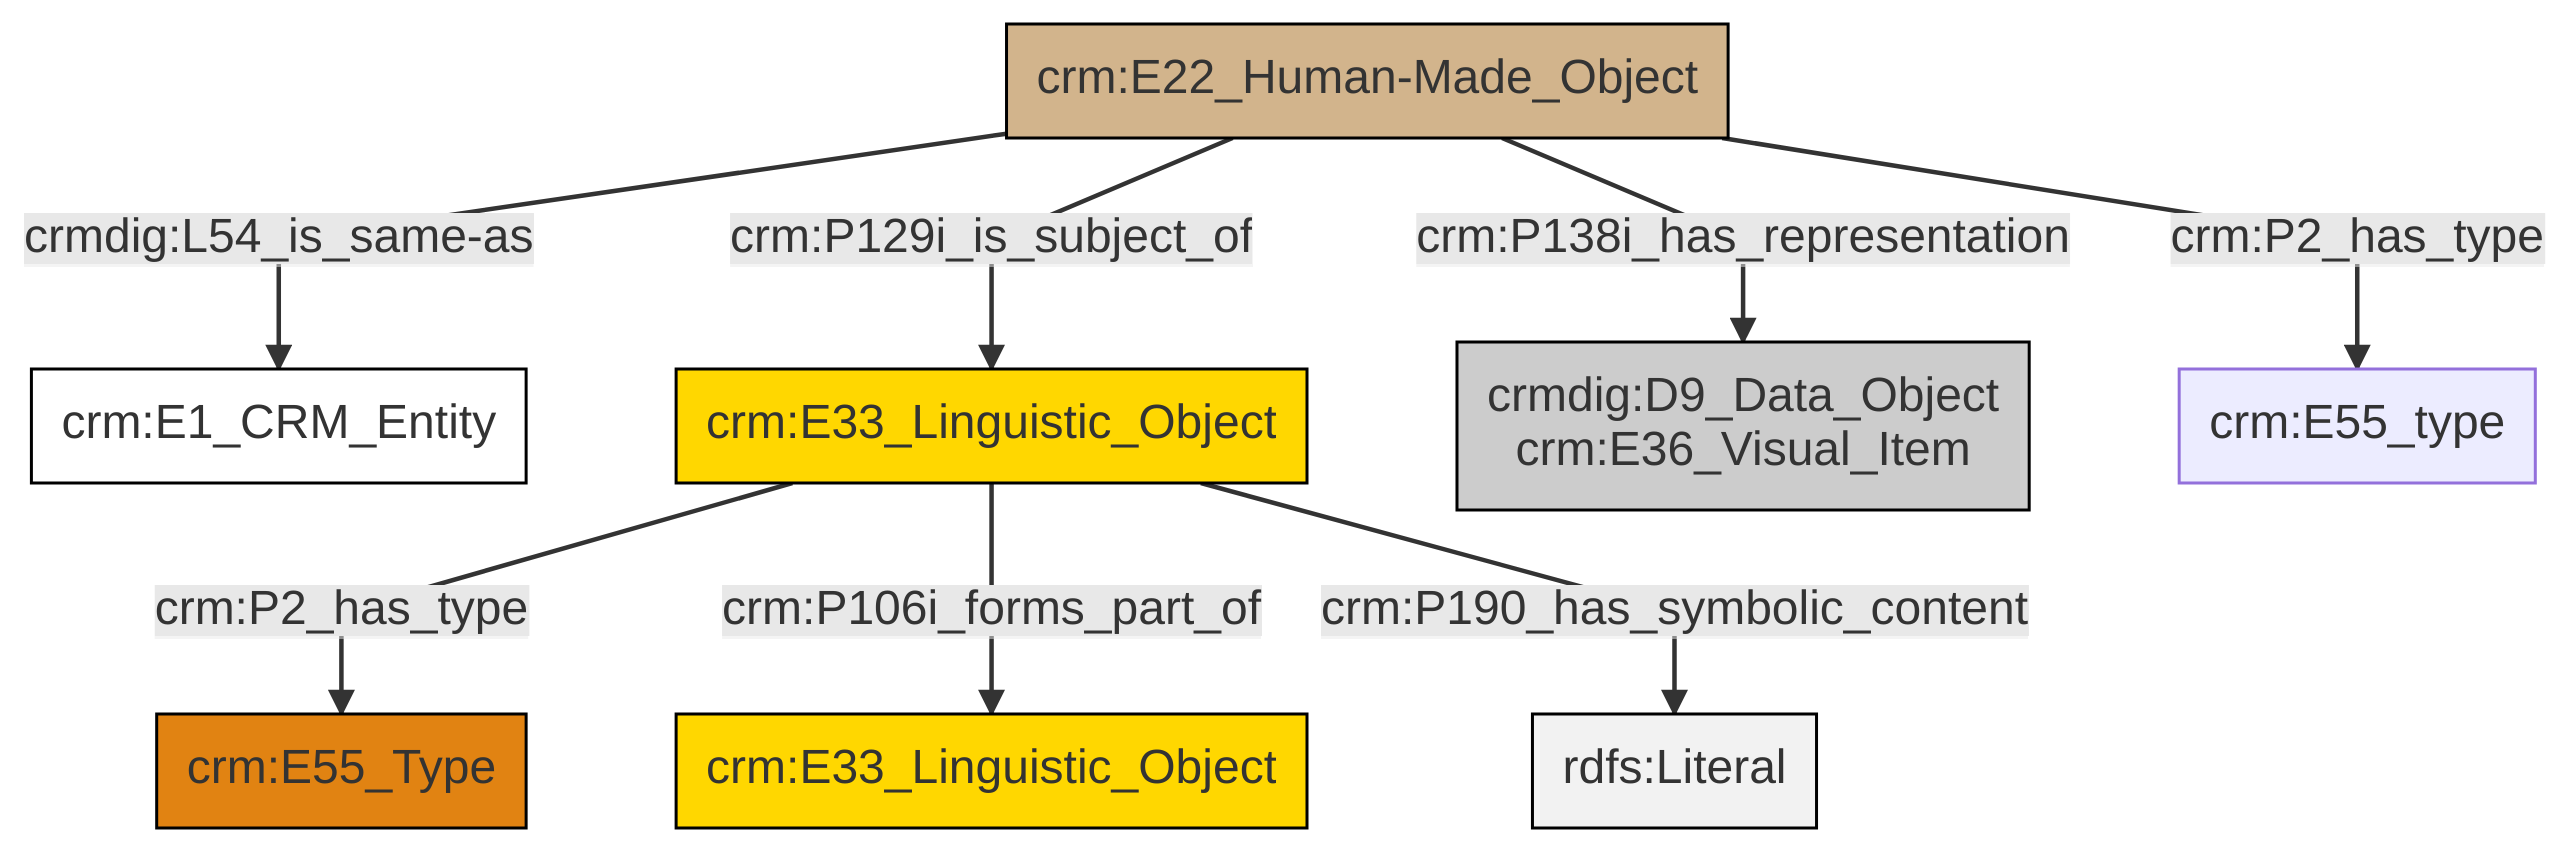 crm:E22_Human-Made_Object
crmdig:L54_is_same-as
crm:P129i_is_subject_of
crm:P138i_has_representation
crm:P2_has_type
crm:E1_CRM_Entity
crm:E33_Linguistic_Object
crmdig:D9_Data_Object
crm:E36_Visual_Item
crm:E55_type
crm:P2_has_type
crm:P106i_forms_part_of
crm:P190_has_symbolic_content
crm:E55_Type
crm:E33_Linguistic_Object
rdfs:Literal